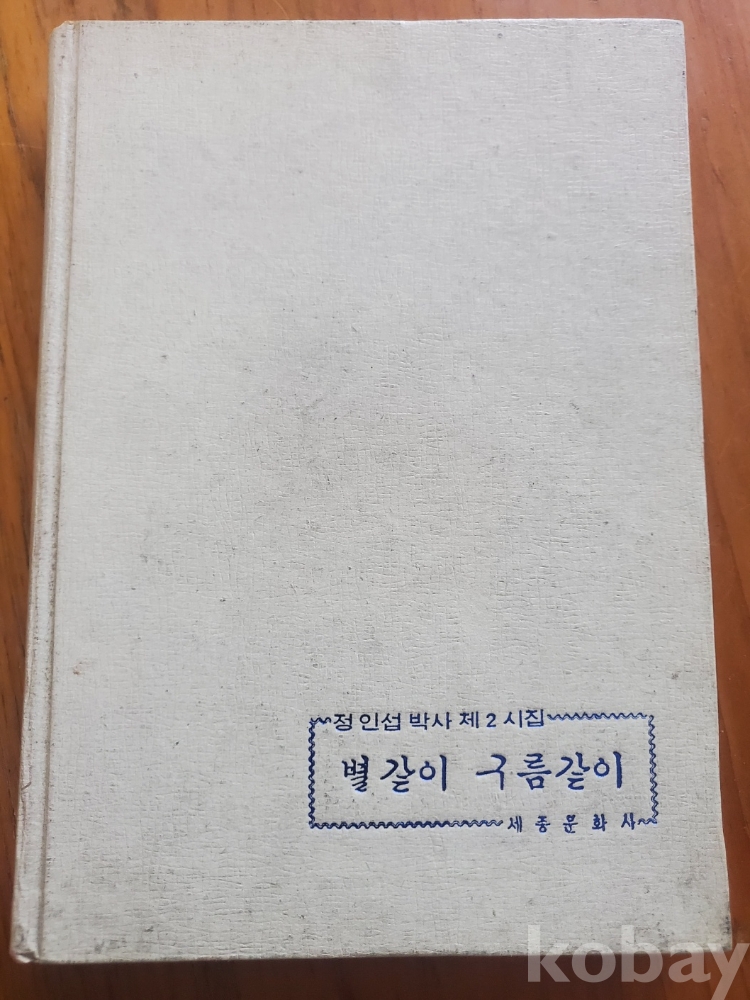 정인섭 박사 제2시집
별같이 구름같이
세종문화사
kobay